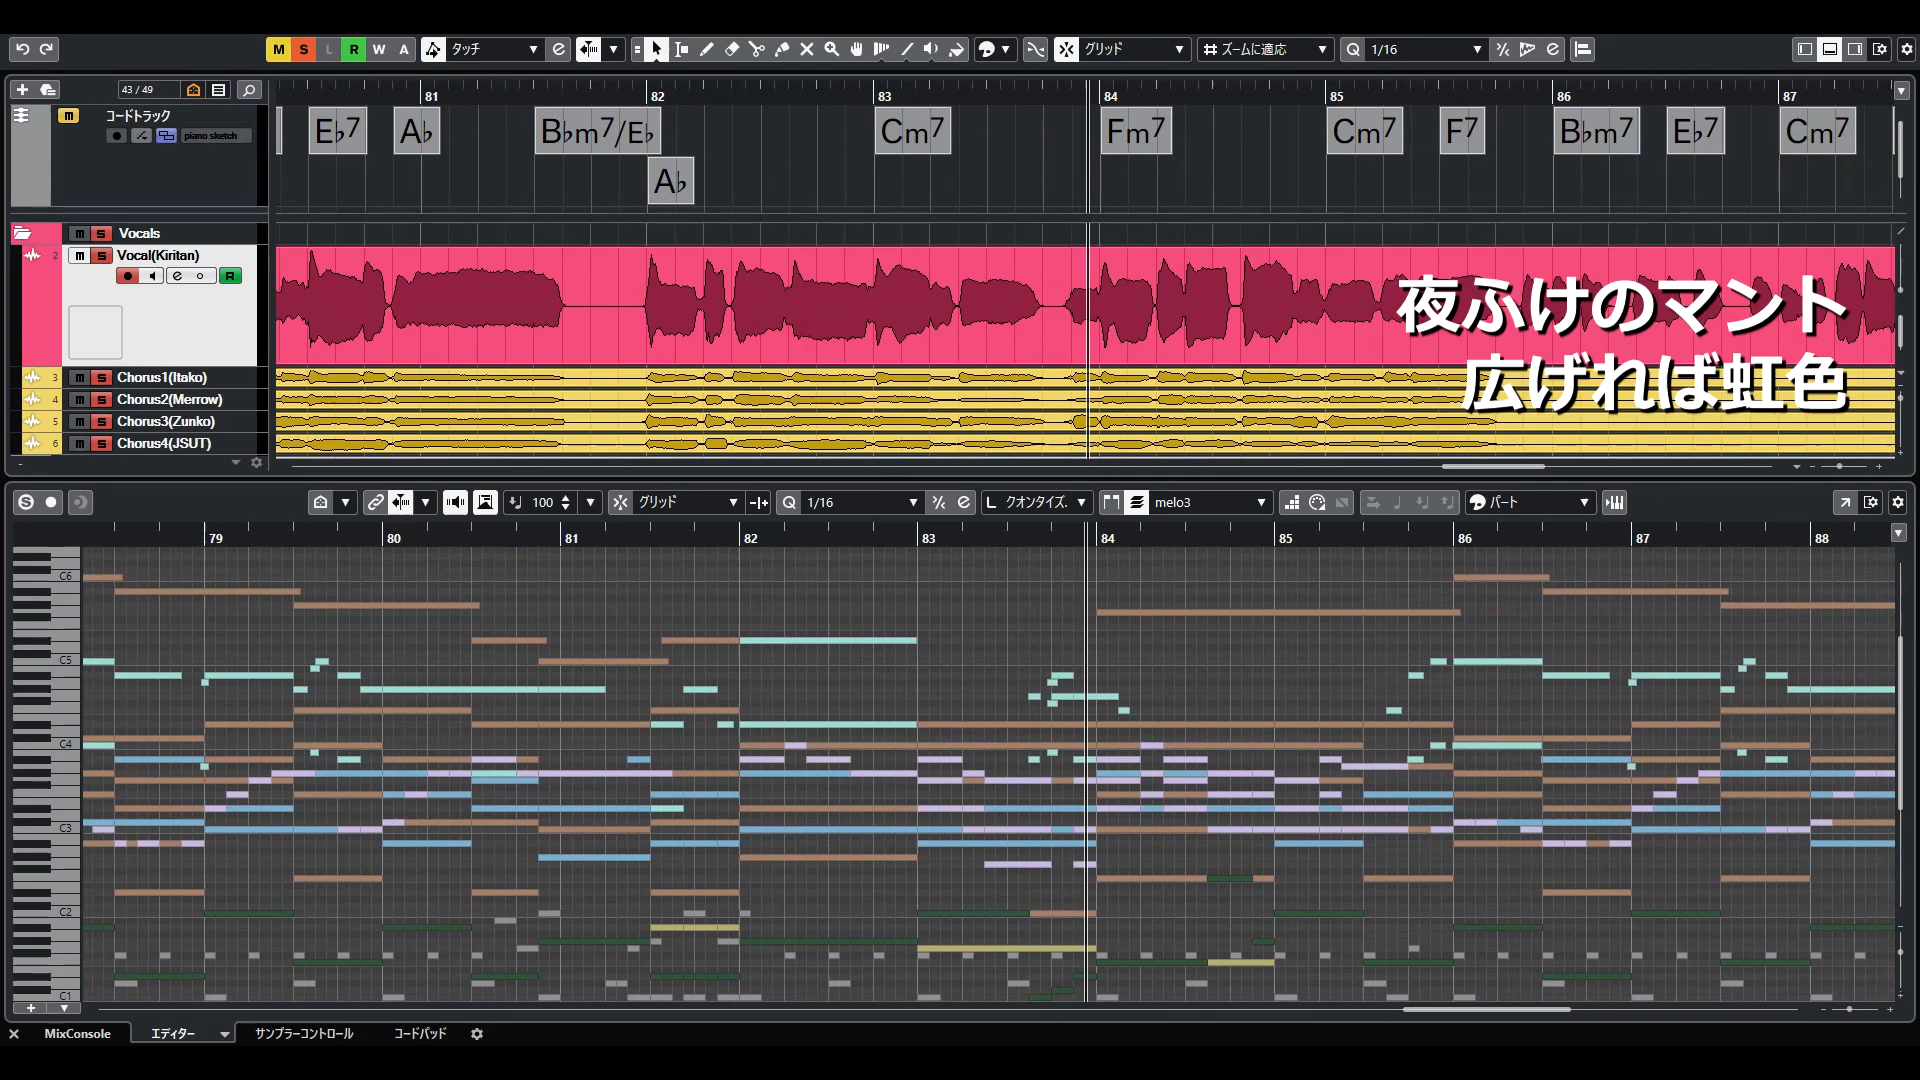 M S L R W A タッチ グリッド ズームに適応 1/16
43 / 49 81 82 83 84 85 86 87
m コードトラック
piano sketch
E♭7 A♭ B♭m7/E♭ Cm7 Fm7 Cm7 F7 B♭m7 E♭7 Cm7
A♭
m S Vocals
2 m S Vocal(Kiritan)
R
夜ふけのマント
広げれば虹色
3 m S Chorus1(Itako)
4 m S Chorus2(Merrow)
5 m S Chorus3(Zunko)
6 m S Chorus4(JSUT)
100 グリッド 1/16 L クオンタイズ. melo3 パート
79 80 81 82 83 84 85 86 87 88
C6
C5
C4
C3
C2
C1
MixConsole エディター サンプラーコントロール コードパッド